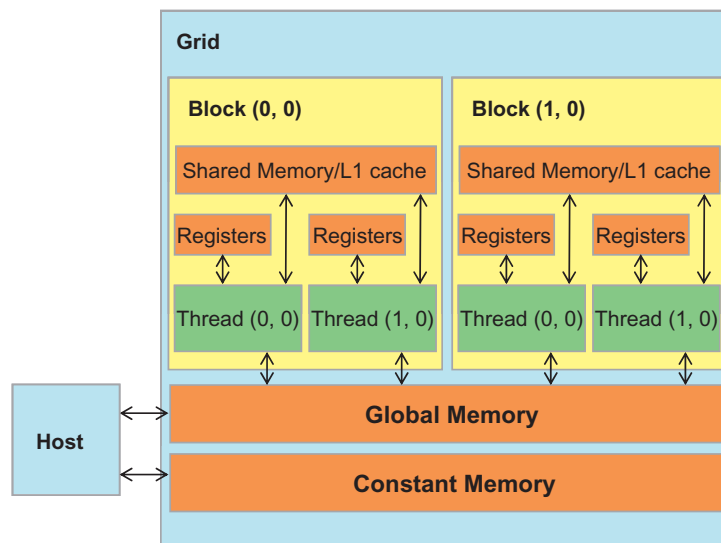 Grid
Block (0, 0)
Block (1, 0)
Shared Memory/L1 cache
Shared Memory/L1 cache
Registers
Registers
Registers
Registers
Thread (0, 0)
Thread (1, 0)
Thread (0, 0)
Thread (1, 0)
Host
Global Memory
Constant Memory